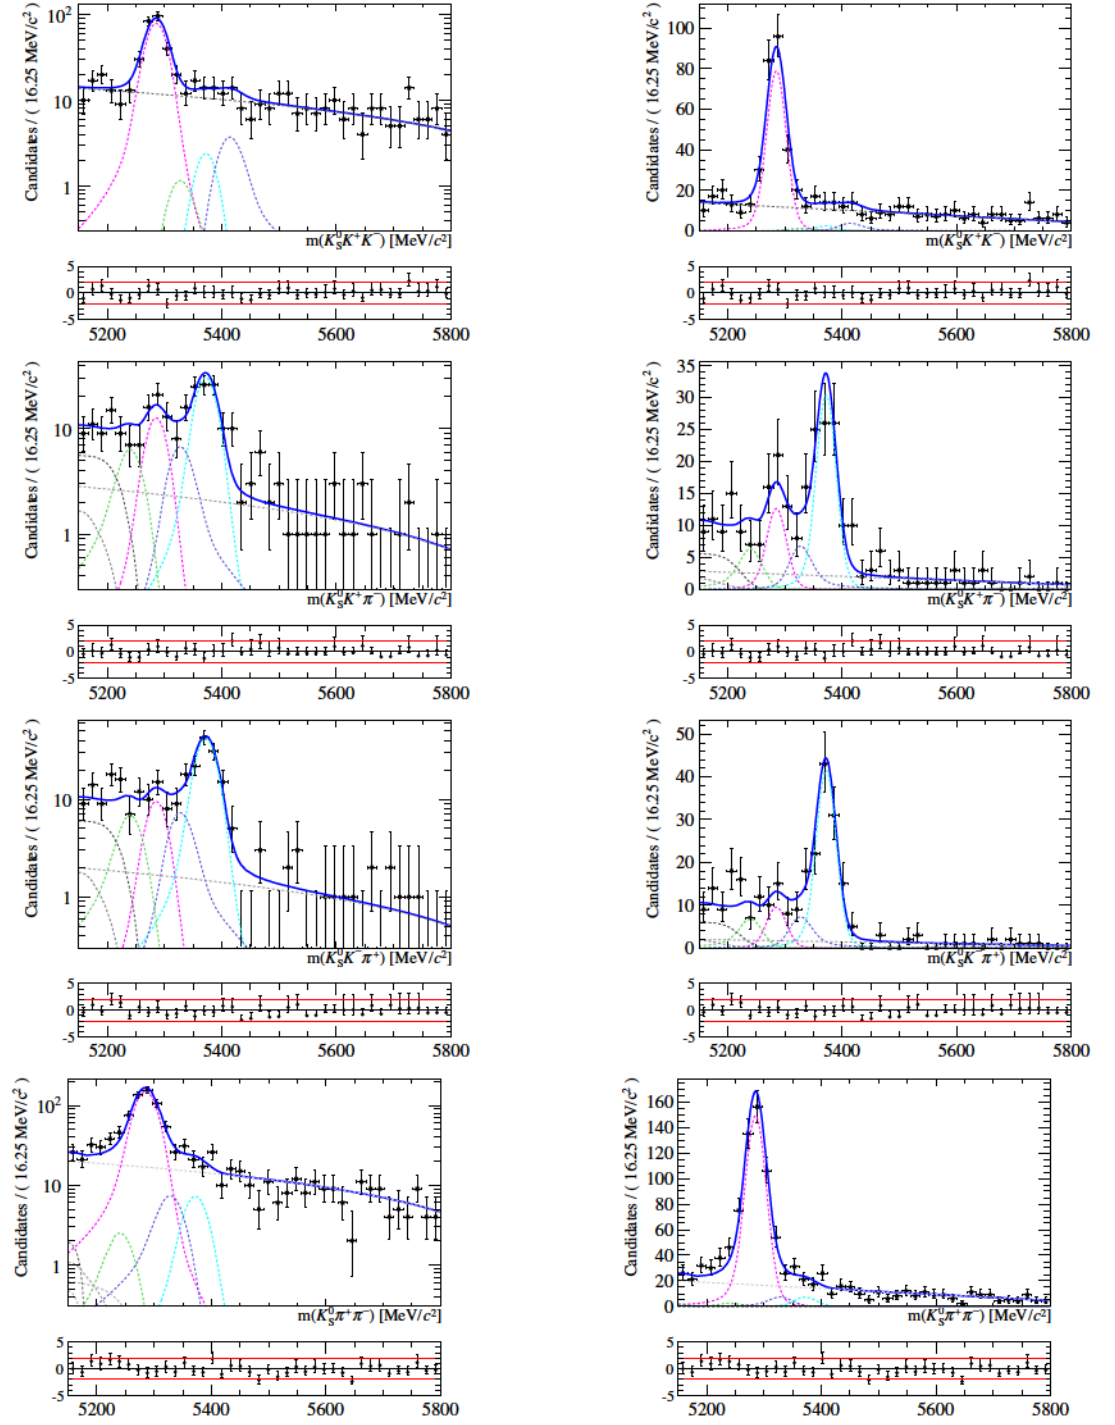 Candidates / ( 16.25 MeV/c² )
10²
10
1
m(K⁰SK⁺K⁻) [MeV/c²]
5
0
-5
5200 5400 5600 5800
Candidates / ( 16.25 MeV/c² )
100
80
60
40
20
0
m(K⁰SK⁺K⁻) [MeV/c²]
5
0
-5
5200 5400 5600 5800
Candidates / ( 16.25 MeV/c² )
10
1
m(K⁰SK⁺π⁻) [MeV/c²]
5
0
-5
5200 5400 5600 5800
Candidates / ( 16.25 MeV/c² )
35
30
25
20
15
10
5
0
m(K⁰SK⁺π⁻) [MeV/c²]
5
0
-5
5200 5400 5600 5800
Candidates / ( 16.25 MeV/c² )
10
1
m(K⁰SK⁻π⁺) [MeV/c²]
5
0
-5
5200 5400 5600 5800
Candidates / ( 16.25 MeV/c² )
50
40
30
20
10
0
m(K⁰SK⁻π⁺) [MeV/c²]
5
0
-5
5200 5400 5600 5800
Candidates / ( 16.25 MeV/c² )
10²
10
1
m(K⁰Sπ⁺π⁻) [MeV/c²]
5
0
-5
5200 5400 5600 5800
Candidates / ( 16.25 MeV/c² )
160
140
120
100
80
60
40
20
0
m(K⁰Sπ⁺π⁻) [MeV/c²]
5
0
-5
5200 5400 5600 5800